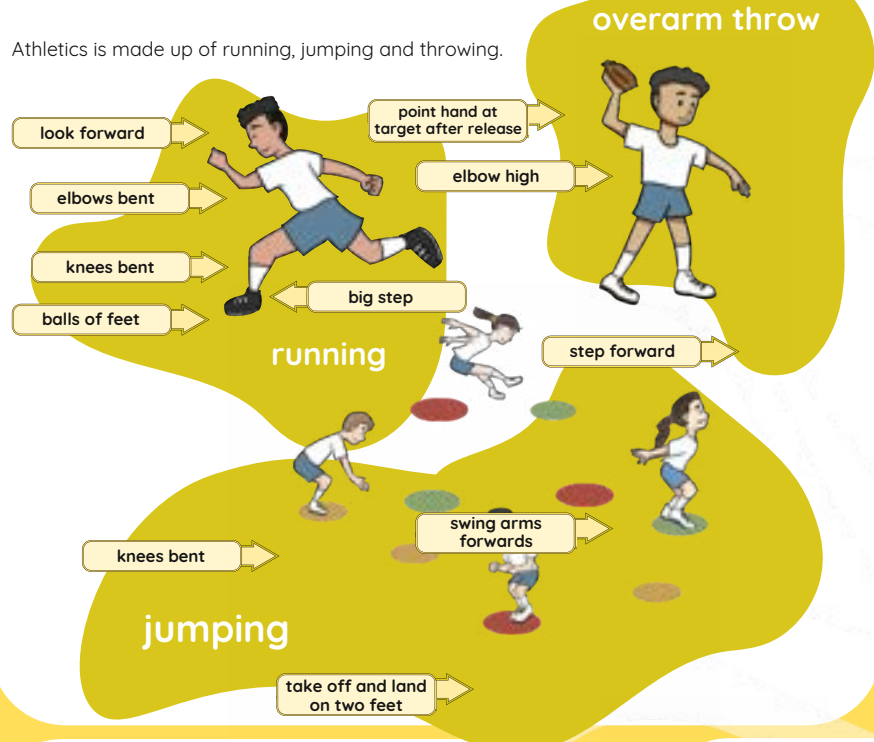 overarm throw
Athletics is made up of running, jumping and throwing.
point hand at
target after release
look forward
elbow high
elbows bent
knees bent
big step
balls of feet
running
step forward
swing arms
forwards
knees bent
jumping
take off and land
on two feet